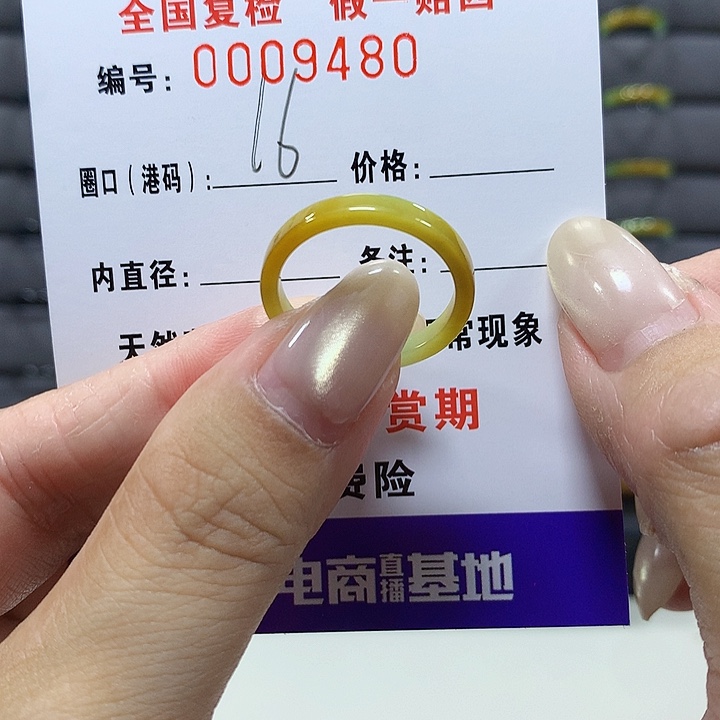 全国复检 假一赔四
编号: 0009480
圈口(港码): 16 价格:
内直径: 备注:
天然 常现象
赏期
费险
电商直播基地